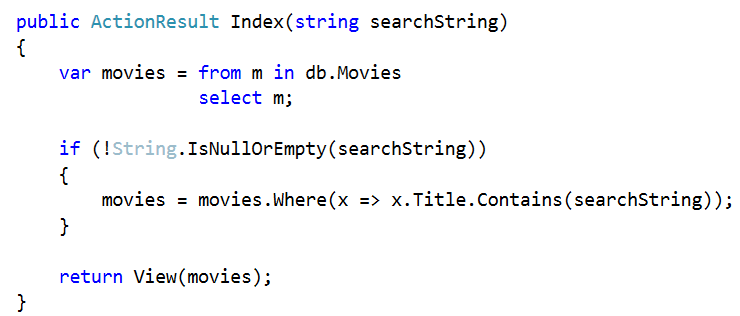 public ActionResult Index(string searchString)
{
    var movies = from m in db.Movies
                 select m;

    if (!String.IsNullOrEmpty(searchString))
    {
        movies = movies.Where(x => x.Title.Contains(searchString));
    }

    return View(movies);
}